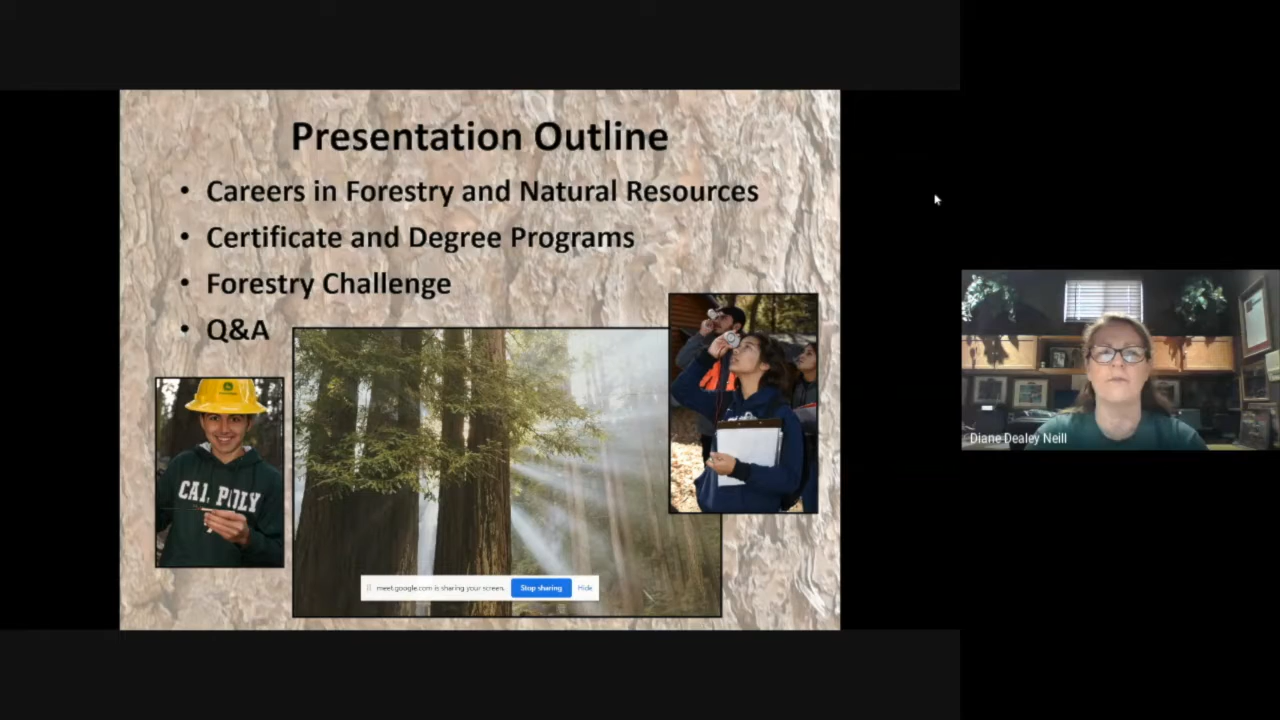 Presentation Outline
• Careers in Forestry and Natural Resources
• Certificate and Degree Programs
• Forestry Challenge
• Q&A
CAL POLY
meet.google.com is sharing your screen.
Stop sharing
Hide
Diane Dealey Neill